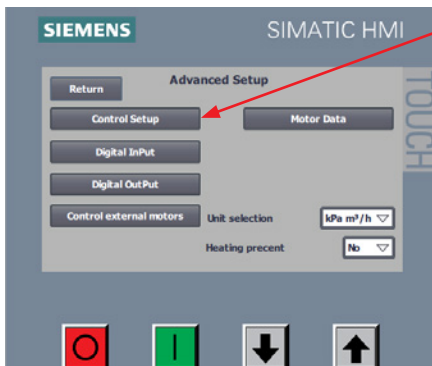 SIEMENS
SIMATIC HMI
TOUCH
Advanced Setup
Return
Control Setup
Motor Data
Digital InPut
Digital OutPut
Control external motors
Unit selection
kPa m³/h
Heating precent
No